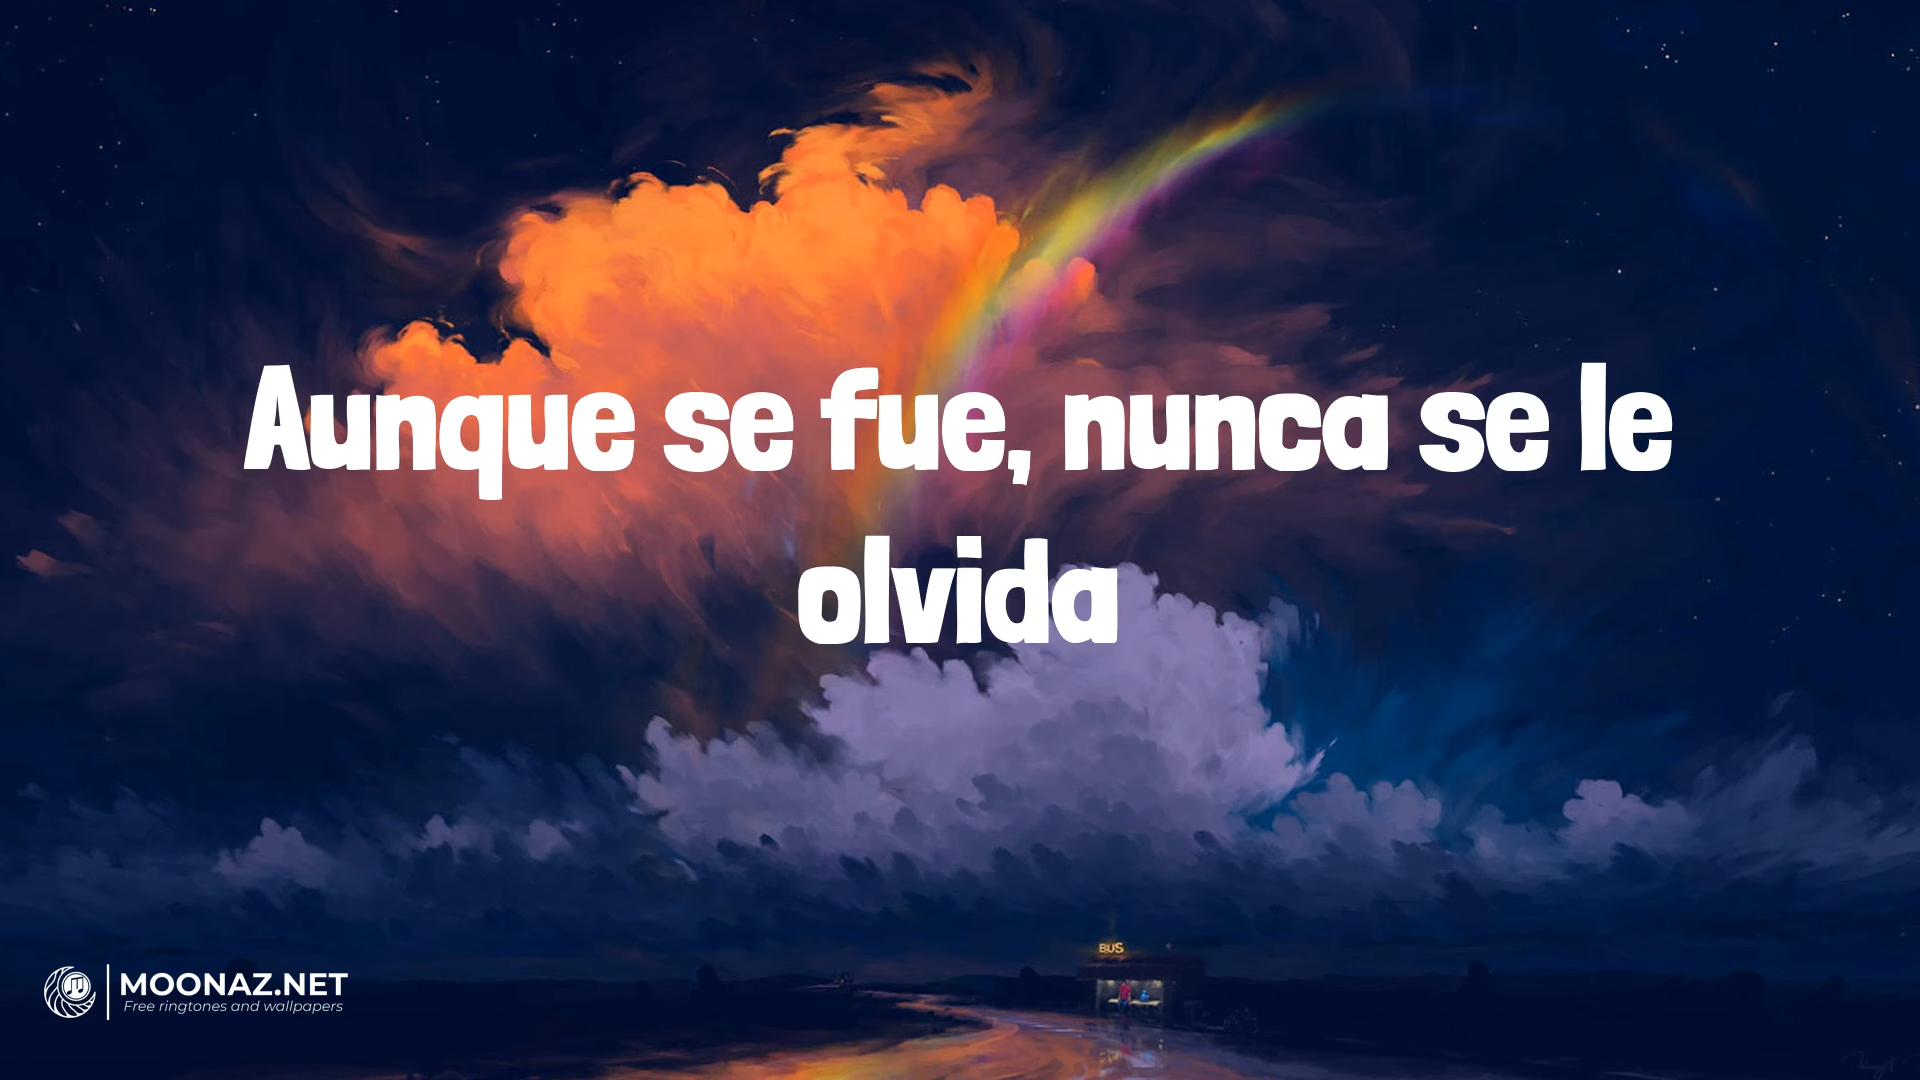 Aunque se fue, nunca se le
olvida
BUS
MOONAZ.NET
Free ringtones and wallpapers